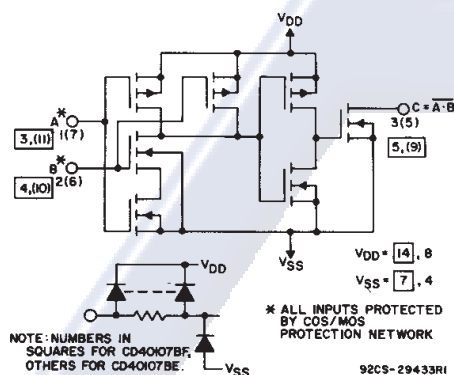 VDD
A*
1(7)
3,(11)
B*
2(6)
4,(10)
C = A·B
3(5)
5,(9)
VSS
VDD = 14, 8
VSS = 7, 4
* ALL INPUTS PROTECTED
BY COS/MOS
PROTECTION NETWORK
VDD
VSS
NOTE: NUMBERS IN
SQUARES FOR CD40107BF,
OTHERS FOR CD40107BE.
92CS-29433R1